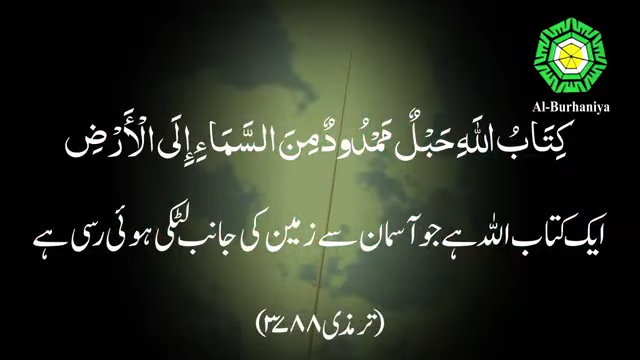 Al-Burhaniya
كِتَابُ اللَّهِ حَبْلٌ مَمْدُودٌ مِنَ السَّمَاءِ إِلَى الْأَرْضِ
ایک کتاب اللہ ہے جو آسمان سے زمین کی جانب لٹکی ہوئی رسی ہے
(ترمذی ۳۷۸۸)